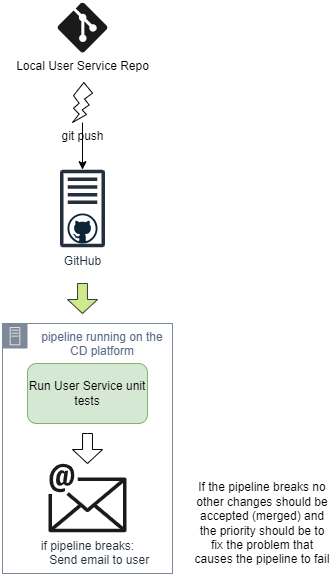 Local User Service Repo
git push
GitHub
pipeline running on the
CD platform
Run User Service unit
tests
@
if pipeline breaks:
Send email to user
If the pipeline breaks no
other changes should be
accepted (merged) and
the priority should be to
fix the problem that
causes the pipeline to fail